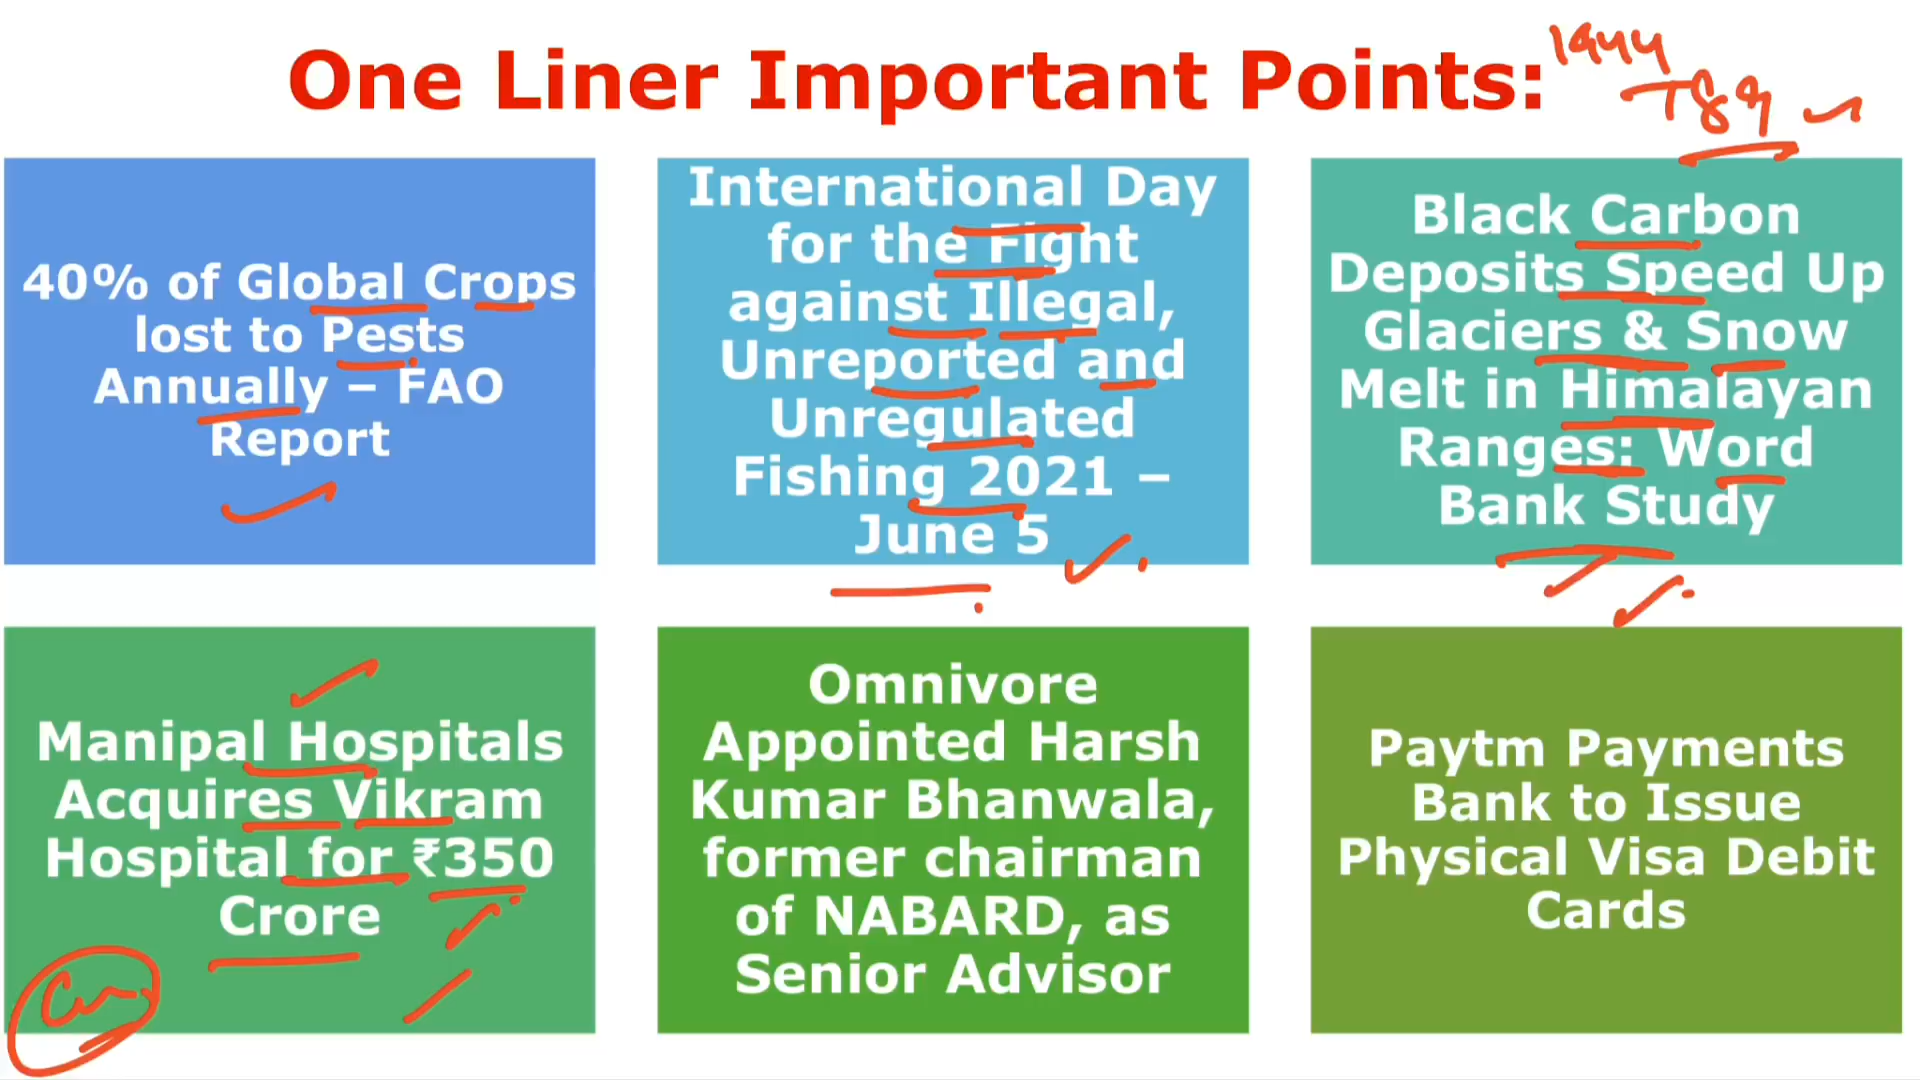 One Liner Important Points:
1944
189
40% of Global Crops
lost to Pests
Annually – FAO
Report
International Day
for the Fight
against Illegal,
Unreported and
Unregulated
Fishing 2021 –
June 5
Black Carbon
Deposits Speed Up
Glaciers & Snow
Melt in Himalayan
Ranges: Word
Bank Study
Manipal Hospitals
Acquires Vikram
Hospital for ₹350
Crore
Omnivore
Appointed Harsh
Kumar Bhanwala,
former chairman
of NABARD, as
Senior Advisor
Paytm Payments
Bank to Issue
Physical Visa Debit
Cards